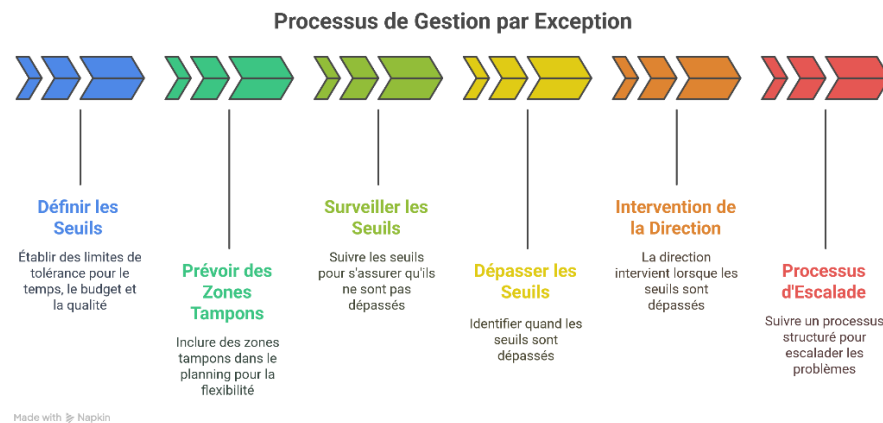 Processus de Gestion par Exception
Définir les
Seuils
Établir des limites de
tolérance pour le
temps, le budget et
la qualité
Prévoir des
Zones
Tampons
Inclure des zones
tampons dans le
planning pour la
flexibilité
Surveiller les
Seuils
Suivre les seuils
pour s'assurer qu'ils
ne sont pas
dépassés
Dépasser les
Seuils
Identifier quand les
seuils sont
dépassés
Intervention de
la Direction
La direction
intervient lorsque les
seuils sont
dépassés
Processus
d'Escalade
Suivre un processus
structuré pour
escalader les
problèmes
Made with Napkin